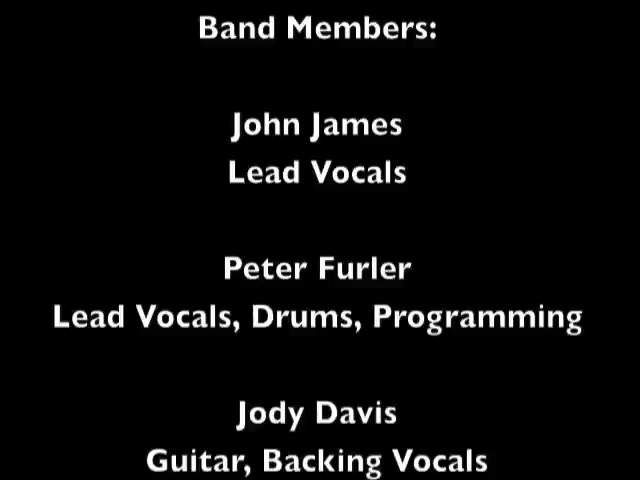 Band Members:
John James
Lead Vocals
Peter Furler
Lead Vocals, Drums, Programming
Jody Davis
Guitar, Backing Vocals